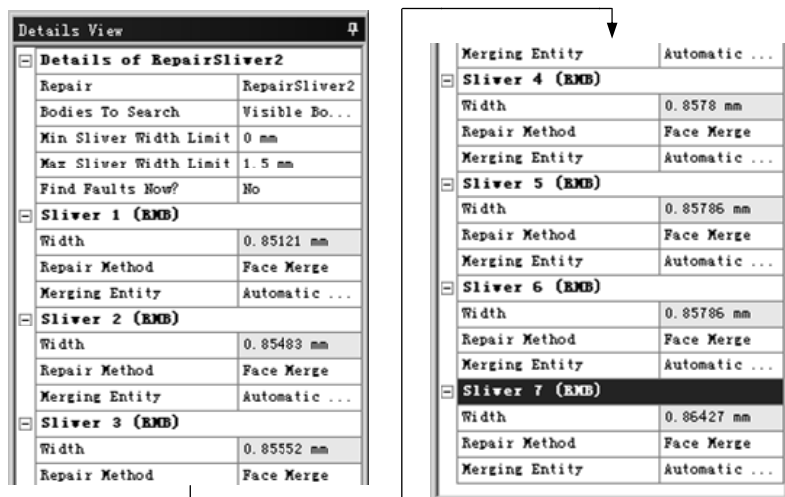 Details View
Details of RepairSliver2
Repair RepairSliver2
Bodies To Search Visible Bo...
Min Sliver Width Limit 0 mm
Max Sliver Width Limit 1.5 mm
Find Faults Now? No
Sliver 1 (RMB)
Width 0.85121 mm
Repair Method Face Merge
Merging Entity Automatic ...
Sliver 2 (RMB)
Width 0.85483 mm
Repair Method Face Merge
Merging Entity Automatic ...
Sliver 3 (RMB)
Width 0.85552 mm
Repair Method Face Merge
Merging Entity Automatic ...
Sliver 4 (RMB)
Width 0.8578 mm
Repair Method Face Merge
Merging Entity Automatic ...
Sliver 5 (RMB)
Width 0.85786 mm
Repair Method Face Merge
Merging Entity Automatic ...
Sliver 6 (RMB)
Width 0.85786 mm
Repair Method Face Merge
Merging Entity Automatic ...
Sliver 7 (RMB)
Width 0.86427 mm
Repair Method Face Merge
Merging Entity Automatic ...